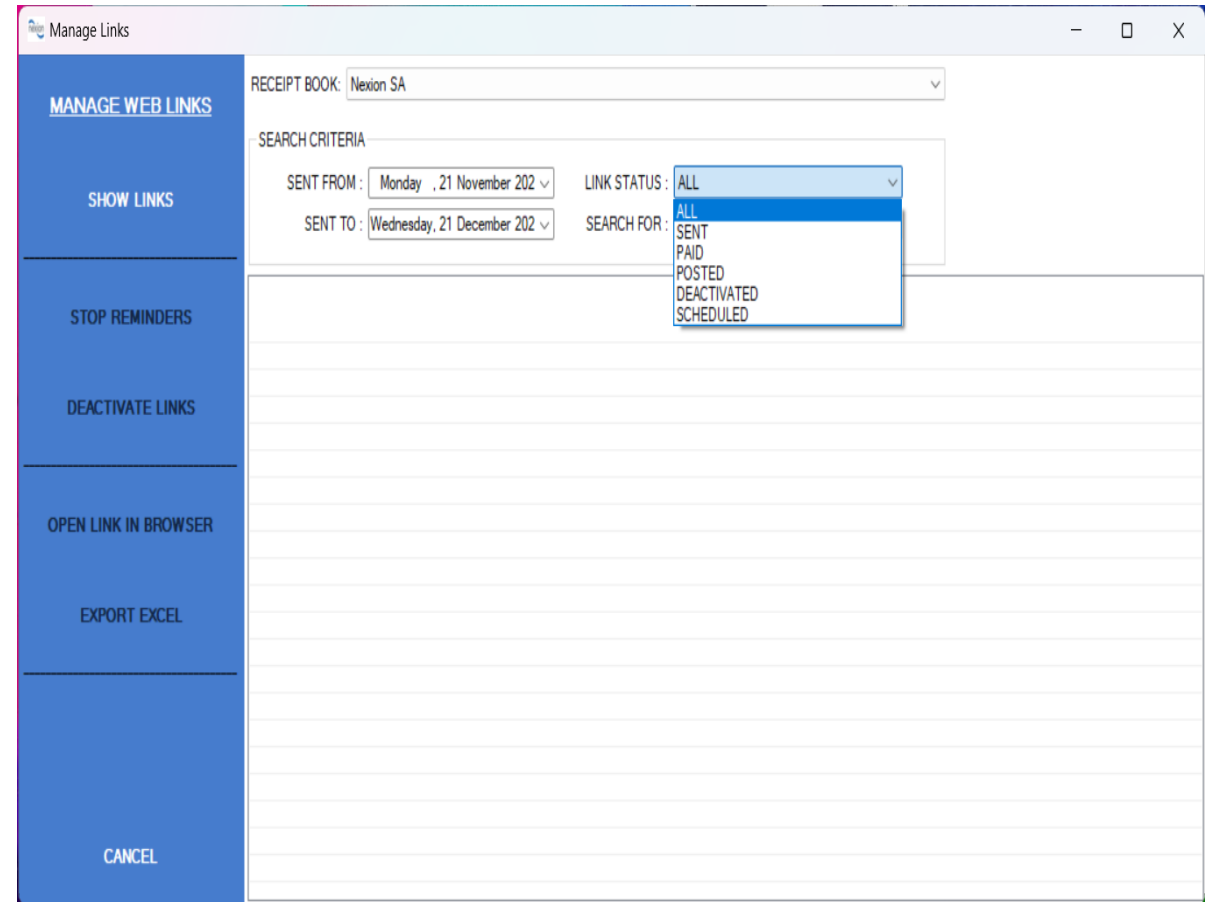 Manage Links
MANAGE WEB LINKS
SHOW LINKS
STOP REMINDERS
DEACTIVATE LINKS
OPEN LINK IN BROWSER
EXPORT EXCEL
CANCEL
RECEIPT BOOK: Nexion SA
SEARCH CRITERIA
SENT FROM : Monday , 21 November 202 LINK STATUS : ALL
SENT TO : Wednesday, 21 December 202 SEARCH FOR :
ALL
SENT
PAID
POSTED
DEACTIVATED
SCHEDULED